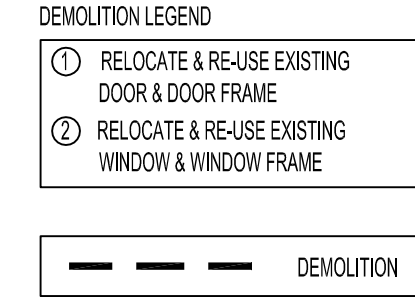 DEMOLITION LEGEND
1 RELOCATE & RE-USE EXISTING
DOOR & DOOR FRAME
2 RELOCATE & RE-USE EXISTING
WINDOW & WINDOW FRAME
DEMOLITION